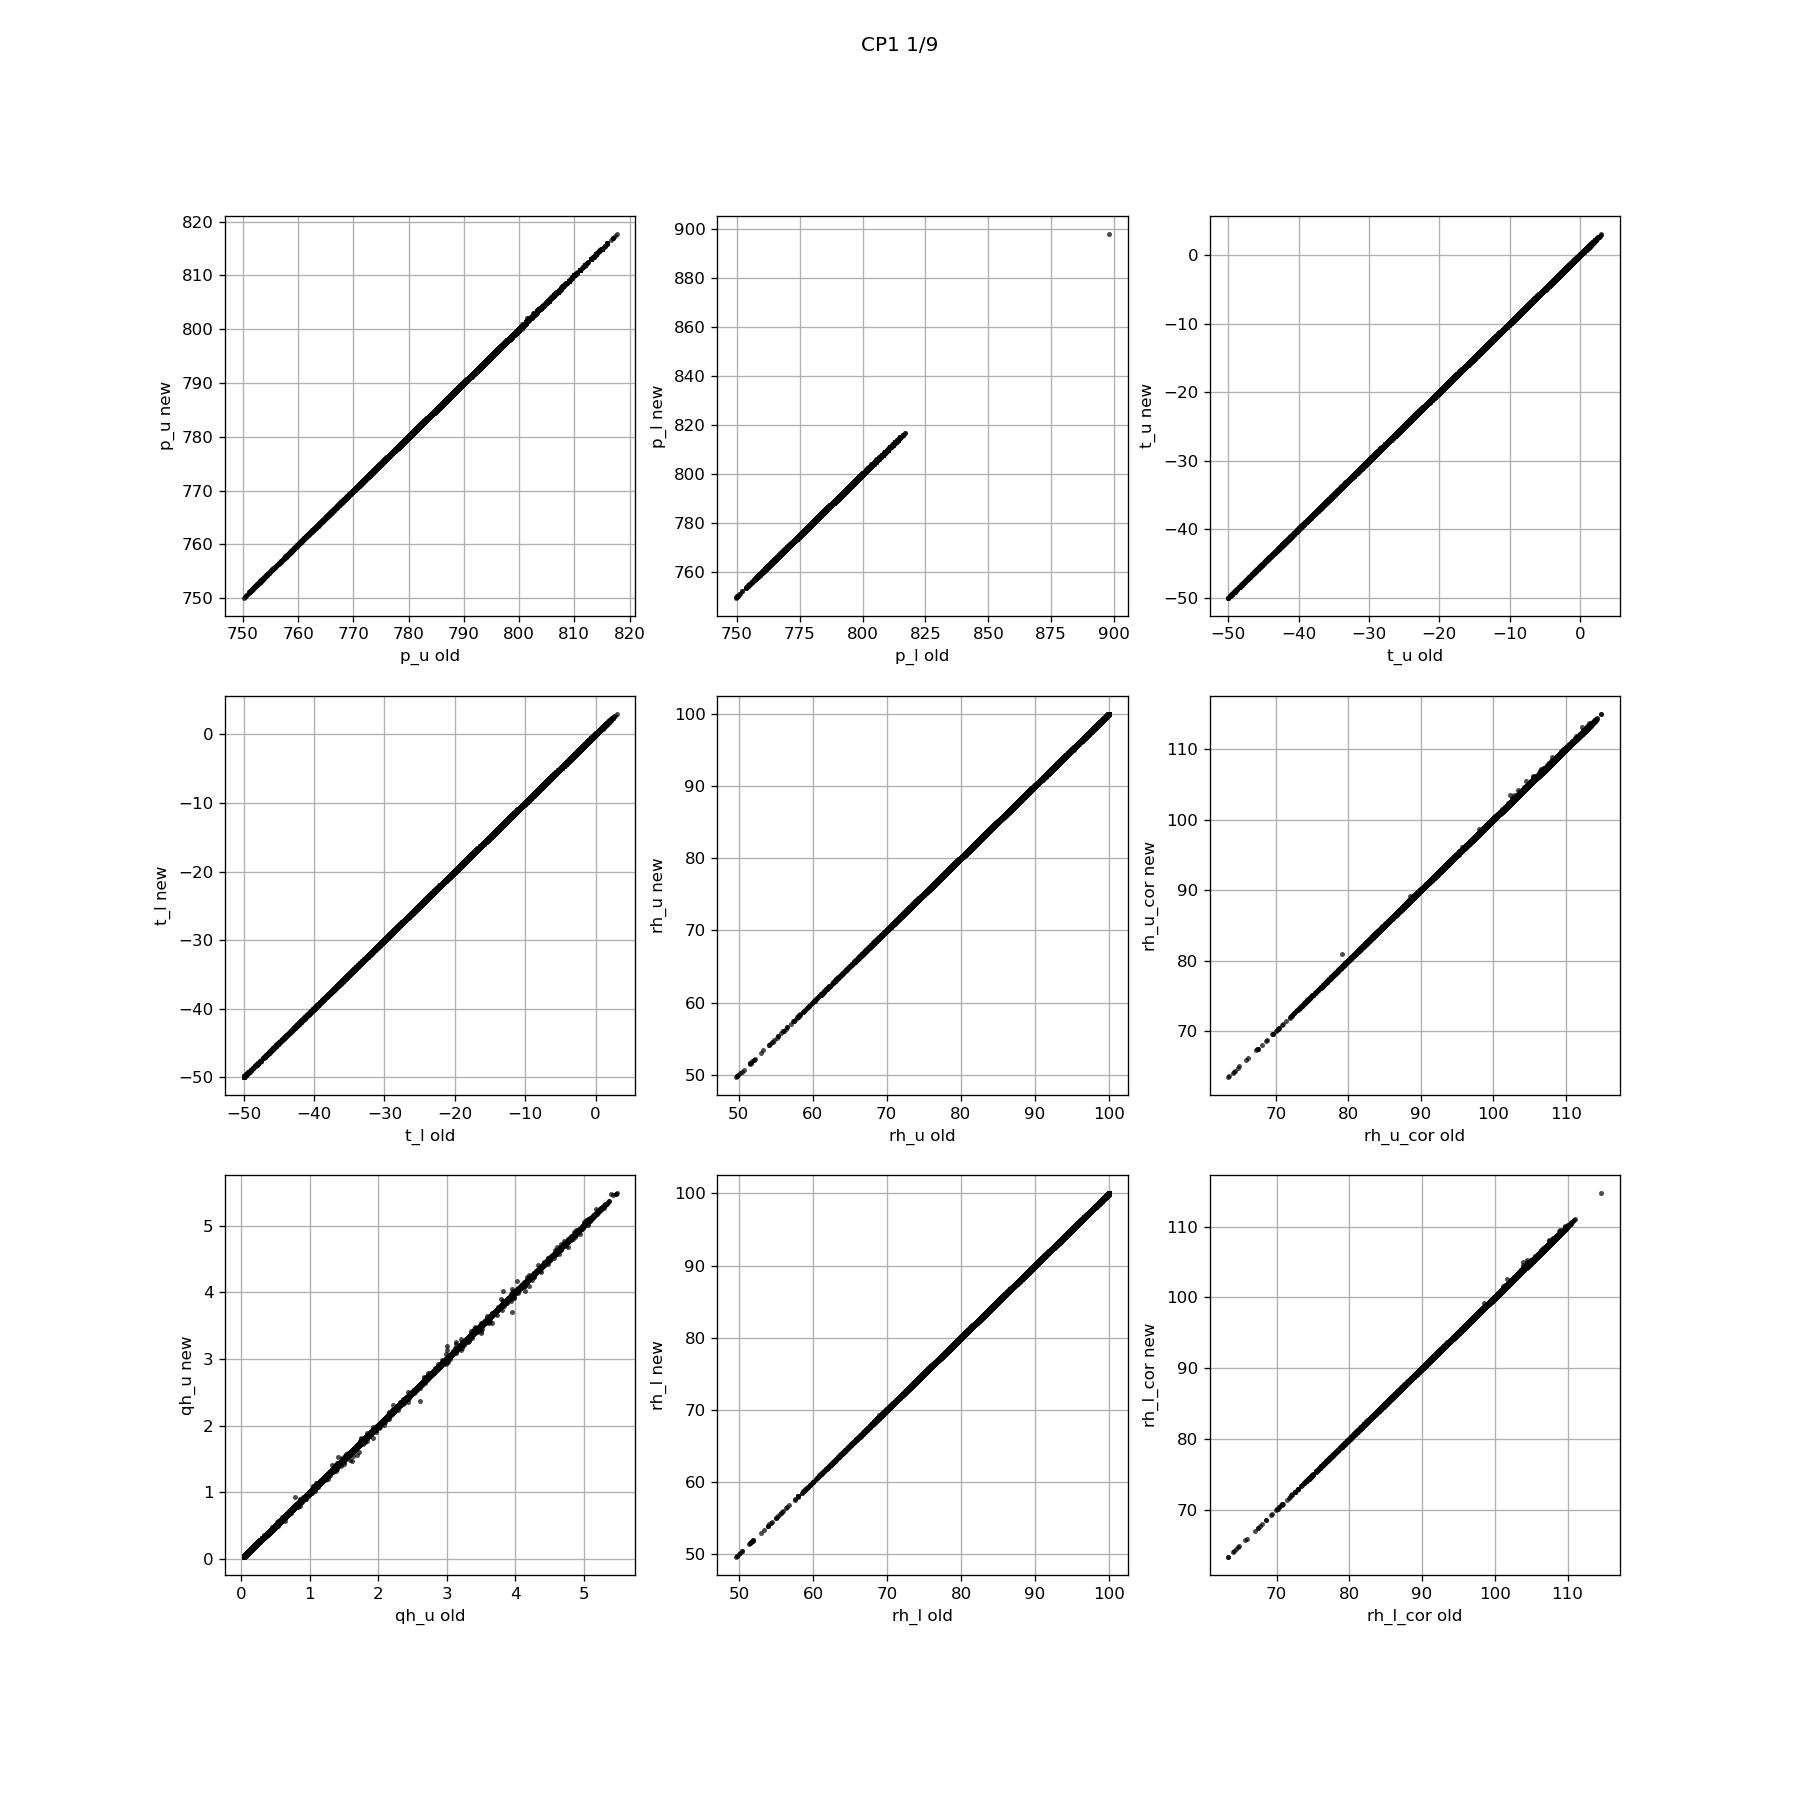 CP1 1/9
820
810
800
790
780
770
760
750
p_u new
750 760 770 780 790 800 810 820
p_u old
900
880
860
840
820
800
780
760
p_l new
750 775 800 825 850 875 900
p_l old
0
−10
−20
−30
−40
−50
t_u new
−50 −40 −30 −20 −10 0
t_u old
0
−10
−20
−30
−40
−50
t_l new
−50 −40 −30 −20 −10 0
t_l old
100
90
80
70
60
50
rh_u new
50 60 70 80 90 100
rh_u old
110
100
90
80
70
rh_u_cor new
70 80 90 100 110
rh_u_cor old
5
4
3
2
1
0
qh_u new
0 1 2 3 4 5
qh_u old
100
90
80
70
60
50
rh_l new
50 60 70 80 90 100
rh_l old
110
100
90
80
70
rh_l_cor new
70 80 90 100 110
rh_l_cor old